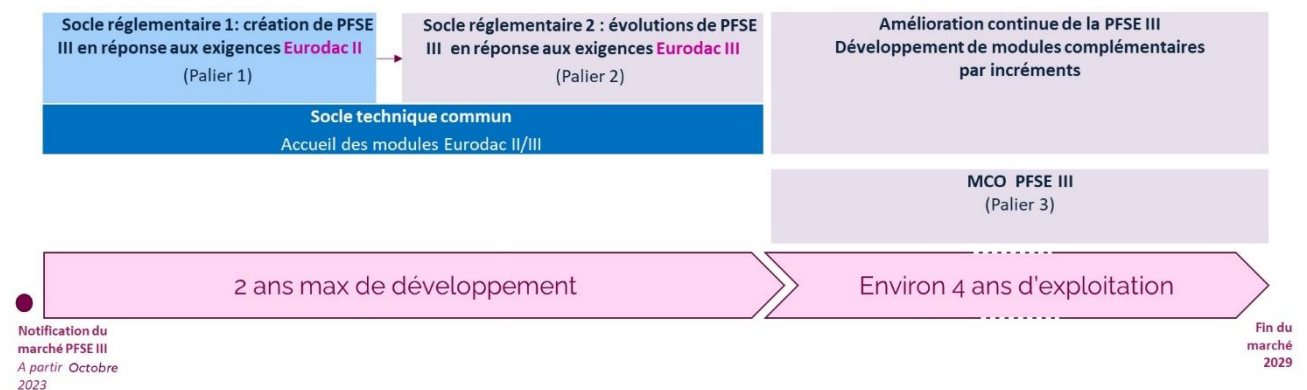 Socle réglementaire 1: création de PFSE
III en réponse aux exigences Eurodac II
(Palier 1)
Socle réglementaire 2 : évolutions de PFSE
III en réponse aux exigences Eurodac III
(Palier 2)
Amélioration continue de la PFSE III
Développement de modules complémentaires
par incréments
Socle technique commun
Accueil des modules Eurodac II/III
MCO PFSE III
(Palier 3)
2 ans max de développement
Environ 4 ans d'exploitation
Notification du
marché PFSE III
A partir Octobre
2023
Fin du
marché
2029